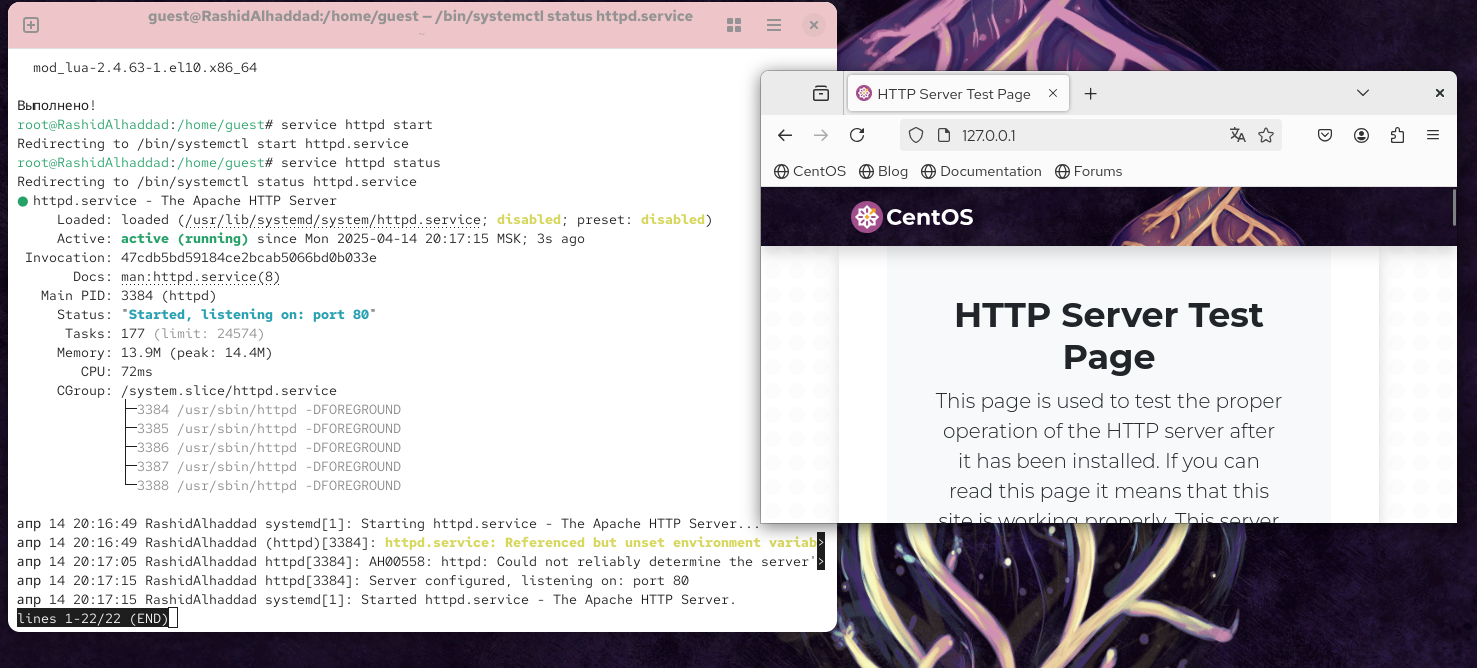 guest@RashidAlhaddad:/home/guest — /bin/systemctl status httpd.service
~
mod_lua-2.4.63-1.el10.x86_64
Выполнено!
root@RashidAlhaddad:/home/guest# service httpd start
Redirecting to /bin/systemctl start httpd.service
root@RashidAlhaddad:/home/guest# service httpd status
Redirecting to /bin/systemctl status httpd.service
● httpd.service - The Apache HTTP Server
Loaded: loaded (/usr/lib/systemd/system/httpd.service; disabled; preset: disabled)
Active: active (running) since Mon 2025-04-14 20:17:15 MSK; 3s ago
Invocation: 47cdb5bd59184ce2bcab5066bd0b033e
Docs: man:httpd.service(8)
Main PID: 3384 (httpd)
Status: "Started, listening on: port 80"
Tasks: 177 (limit: 24574)
Memory: 13.9M (peak: 14.4M)
CPU: 72ms
CGroup: /system.slice/httpd.service
├─3384 /usr/sbin/httpd -DFOREGROUND
├─3385 /usr/sbin/httpd -DFOREGROUND
├─3386 /usr/sbin/httpd -DFOREGROUND
├─3387 /usr/sbin/httpd -DFOREGROUND
└─3388 /usr/sbin/httpd -DFOREGROUND
апр 14 20:16:49 RashidAlhaddad systemd[1]: Starting httpd.service - The Apache HTTP Server...
апр 14 20:16:49 RashidAlhaddad (httpd)[3384]: httpd.service: Referenced but unset environment variab>
апр 14 20:17:05 RashidAlhaddad httpd[3384]: AH00558: httpd: Could not reliably determine the server'>
апр 14 20:17:15 RashidAlhaddad httpd[3384]: Server configured, listening on: port 80
апр 14 20:17:15 RashidAlhaddad systemd[1]: Started httpd.service - The Apache HTTP Server.
lines 1-22/22 (END)
HTTP Server Test Page
127.0.0.1
CentOS Blog Documentation Forums
CentOS
HTTP Server Test
Page
This page is used to test the proper
operation of the HTTP server after
it has been installed. If you can
read this page it means that this
site is working properly. This server